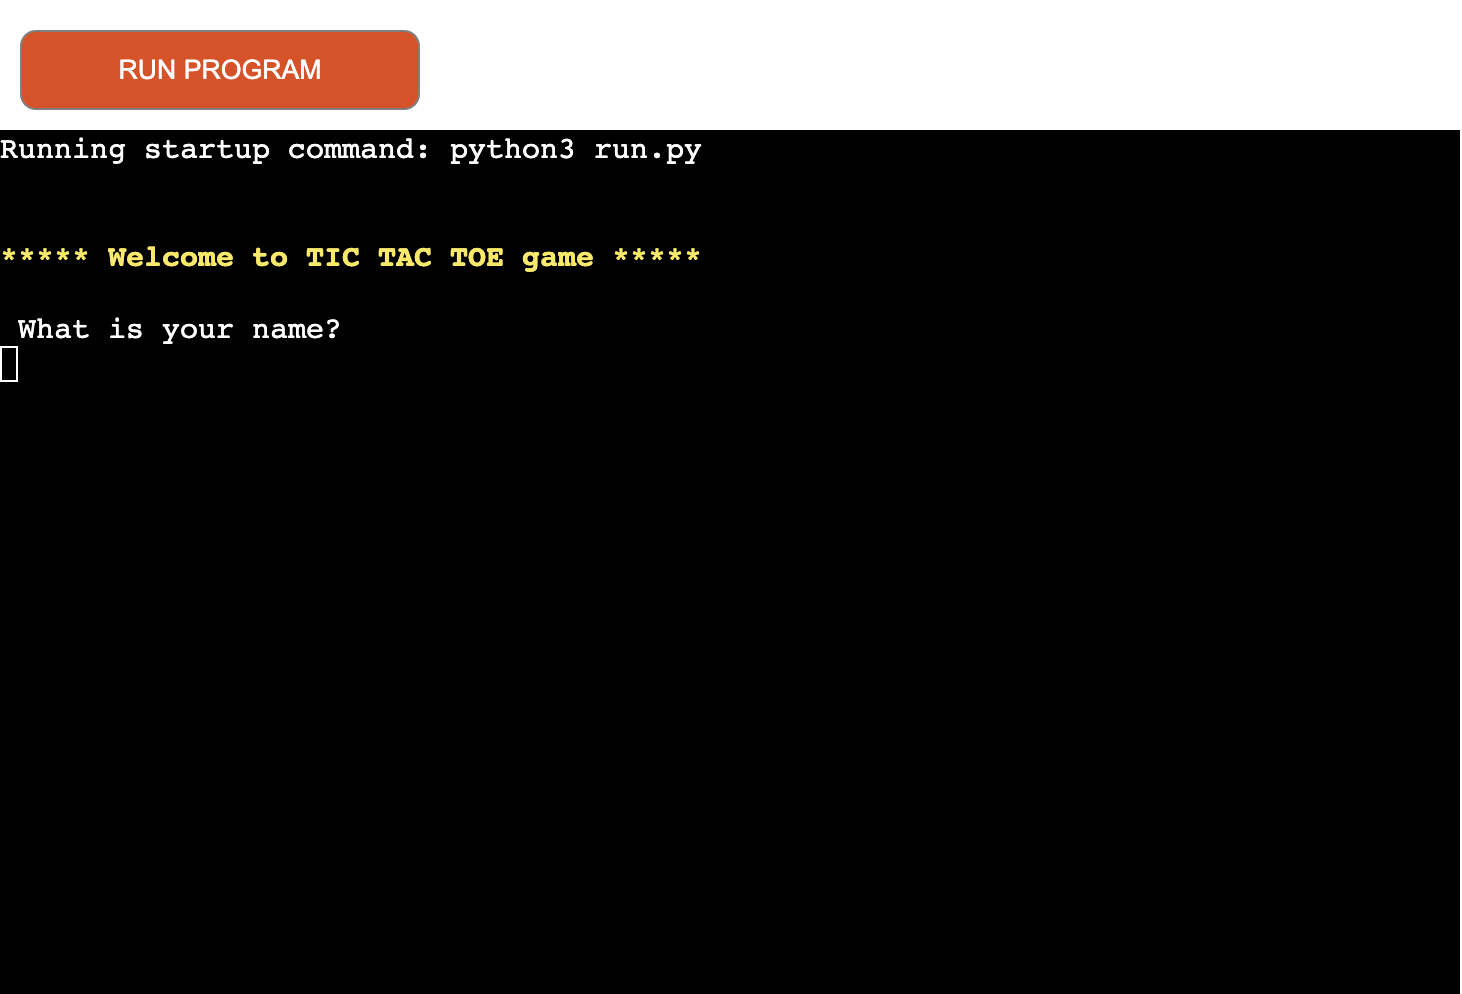 RUN PROGRAM
Running startup command: python3 run.py
***** Welcome to TIC TAC TOE game *****
What is your name?